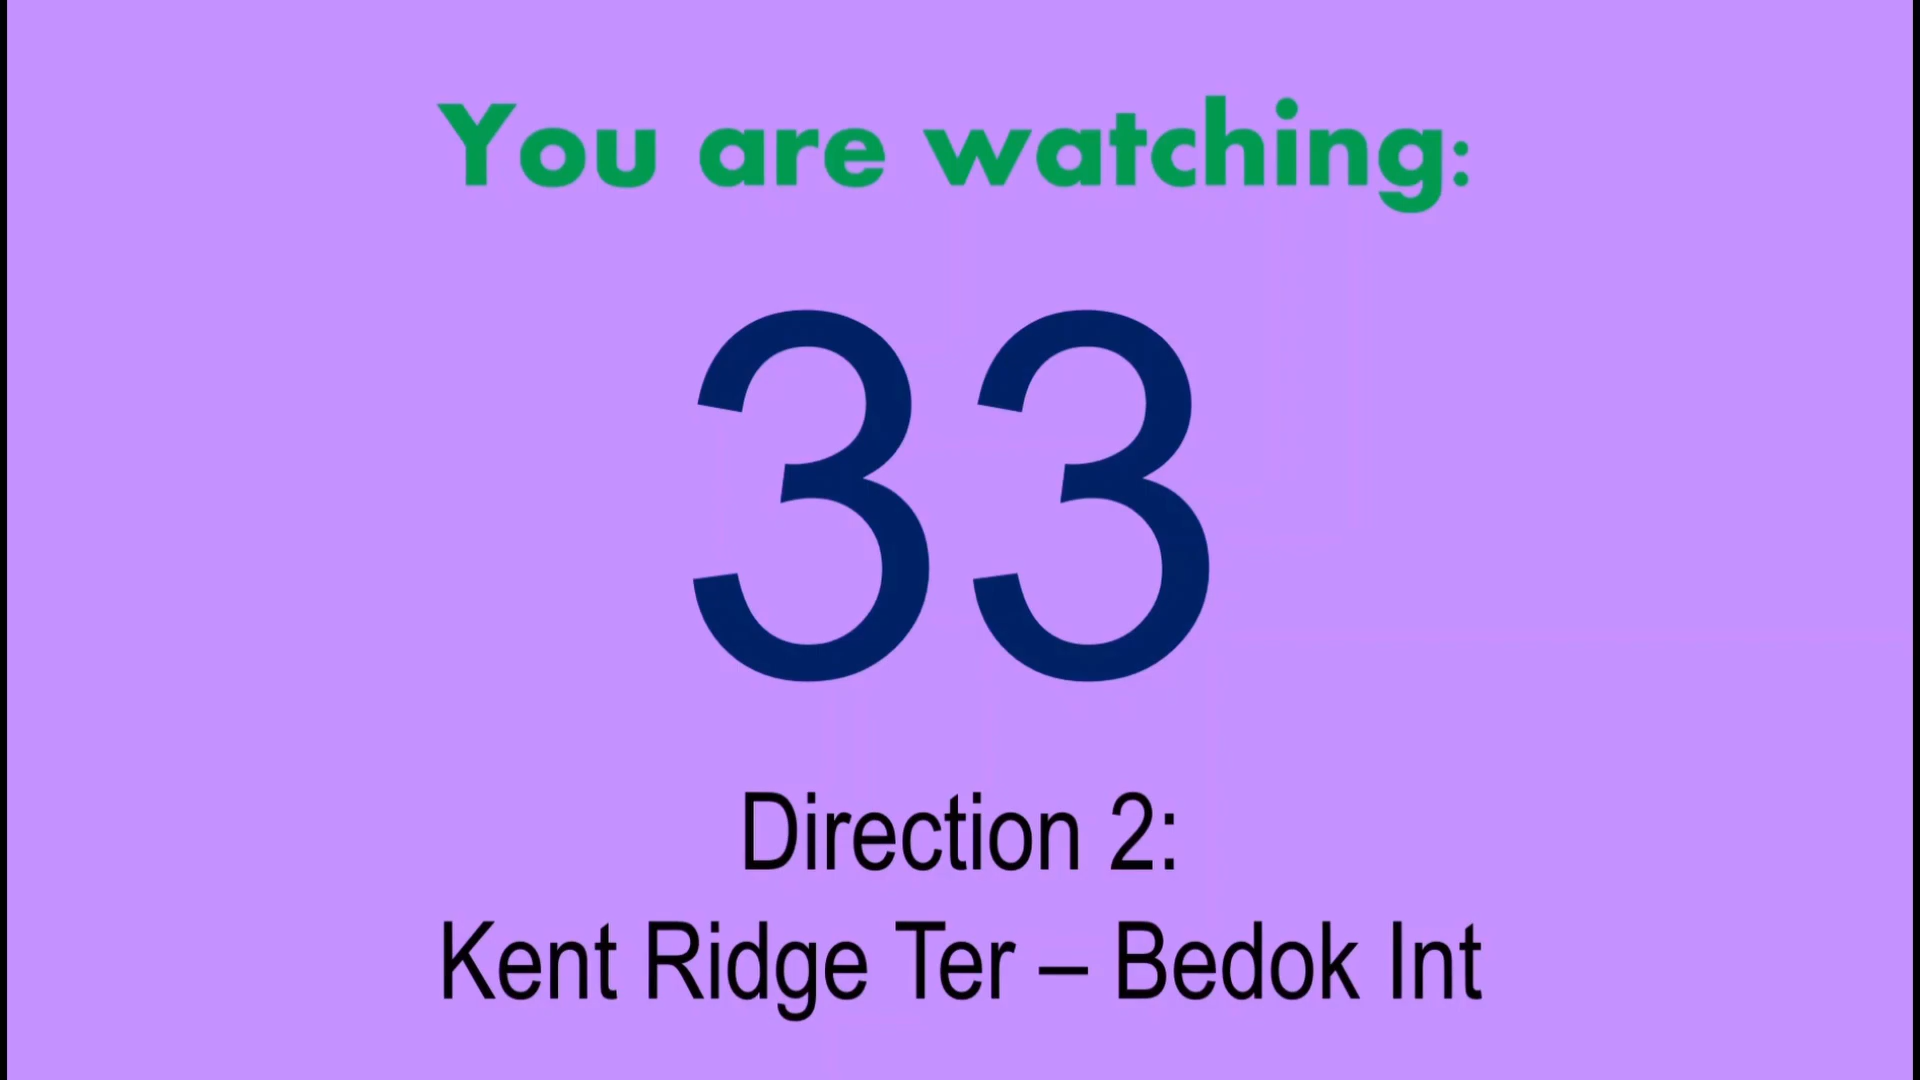 You are watching:
33
Direction 2:
Kent Ridge Ter – Bedok Int